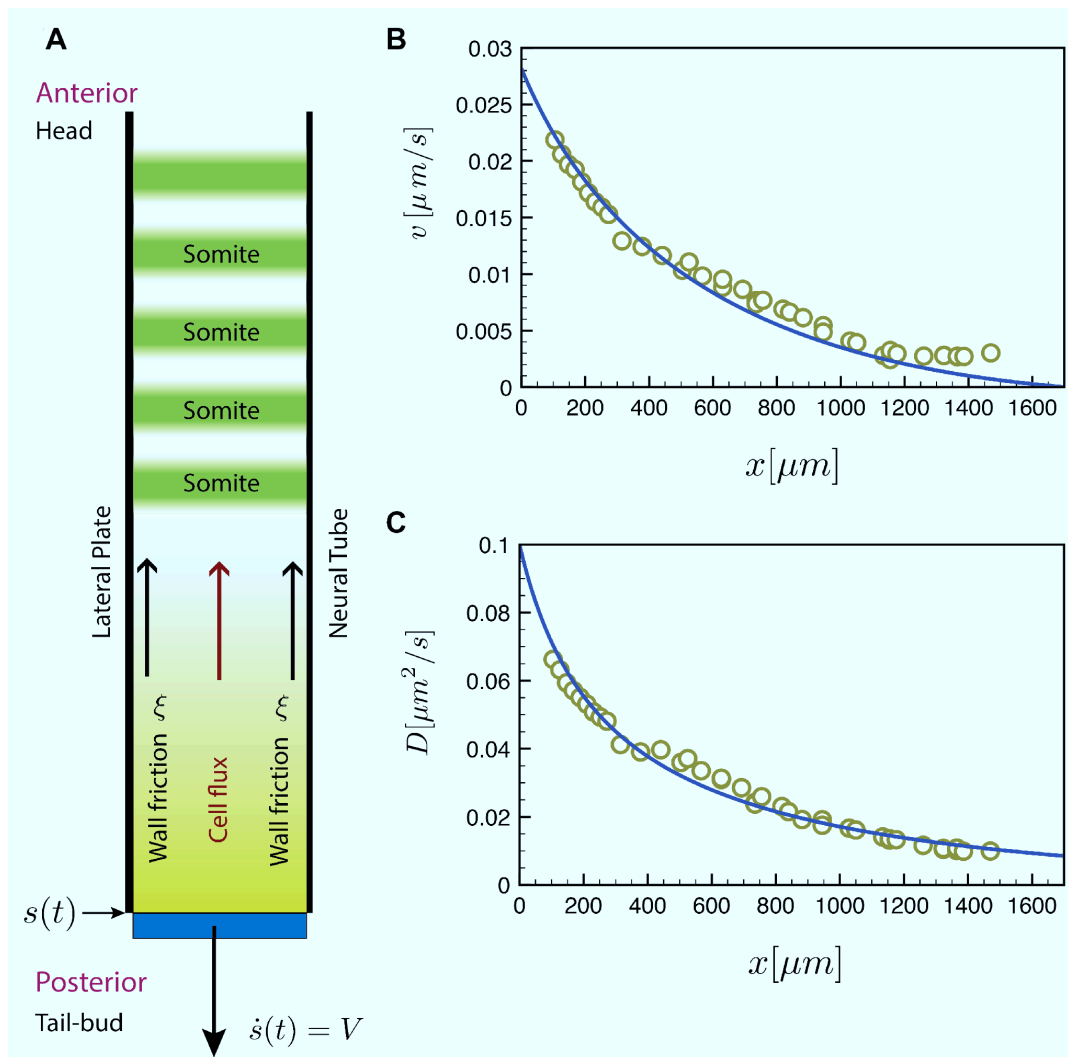 A
Anterior
Head
Somite
Somite
Somite
Somite
Lateral Plate
Neural Tube
Wall friction ξ
Cell flux
Wall friction ξ
s(t)
Posterior
Tail-bud
ṡ(t) = V
B
0.03
0.025
0.02
0.015
0.01
0.005
0
v [μm/s]
0 200 400 600 800 1000 1200 1400 1600
x[μm]
C
0.1
0.08
0.06
0.04
0.02
0
D[μm²/s]
0 200 400 600 800 1000 1200 1400 1600
x[μm]